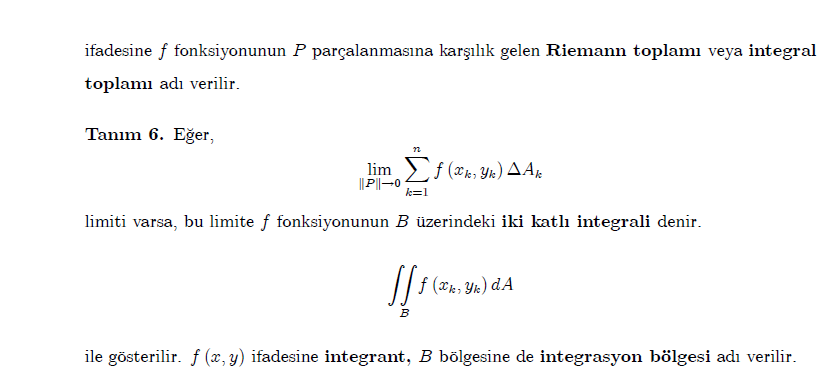 ifadesine f fonksiyonunun P parçalanmasına karşılık gelen Riemann toplamı veya integral
toplamı adı verilir.
Tanım 6. Eğer,
lim_{‖P‖→0} ∑_{k=1}^{n} f (x_k, y_k) ΔA_k
limiti varsa, bu limite f fonksiyonunun B üzerindeki iki katlı integrali denir.
∬_B f (x_k, y_k) dA
ile gösterilir. f (x, y) ifadesine integrant, B bölgesine de integrasyon bölgesi adı verilir.